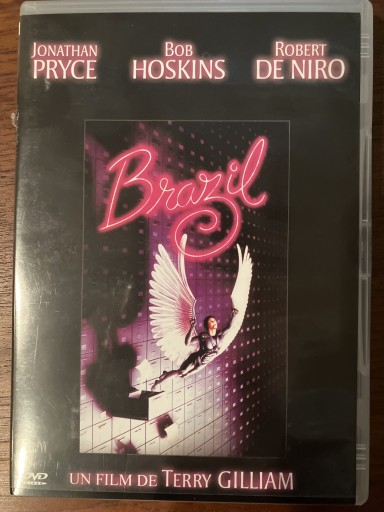 JONATHAN PRYCE
BOB HOSKINS
ROBERT DE NIRO
Brazil
UN FILM DE TERRY GILLIAM
DVD